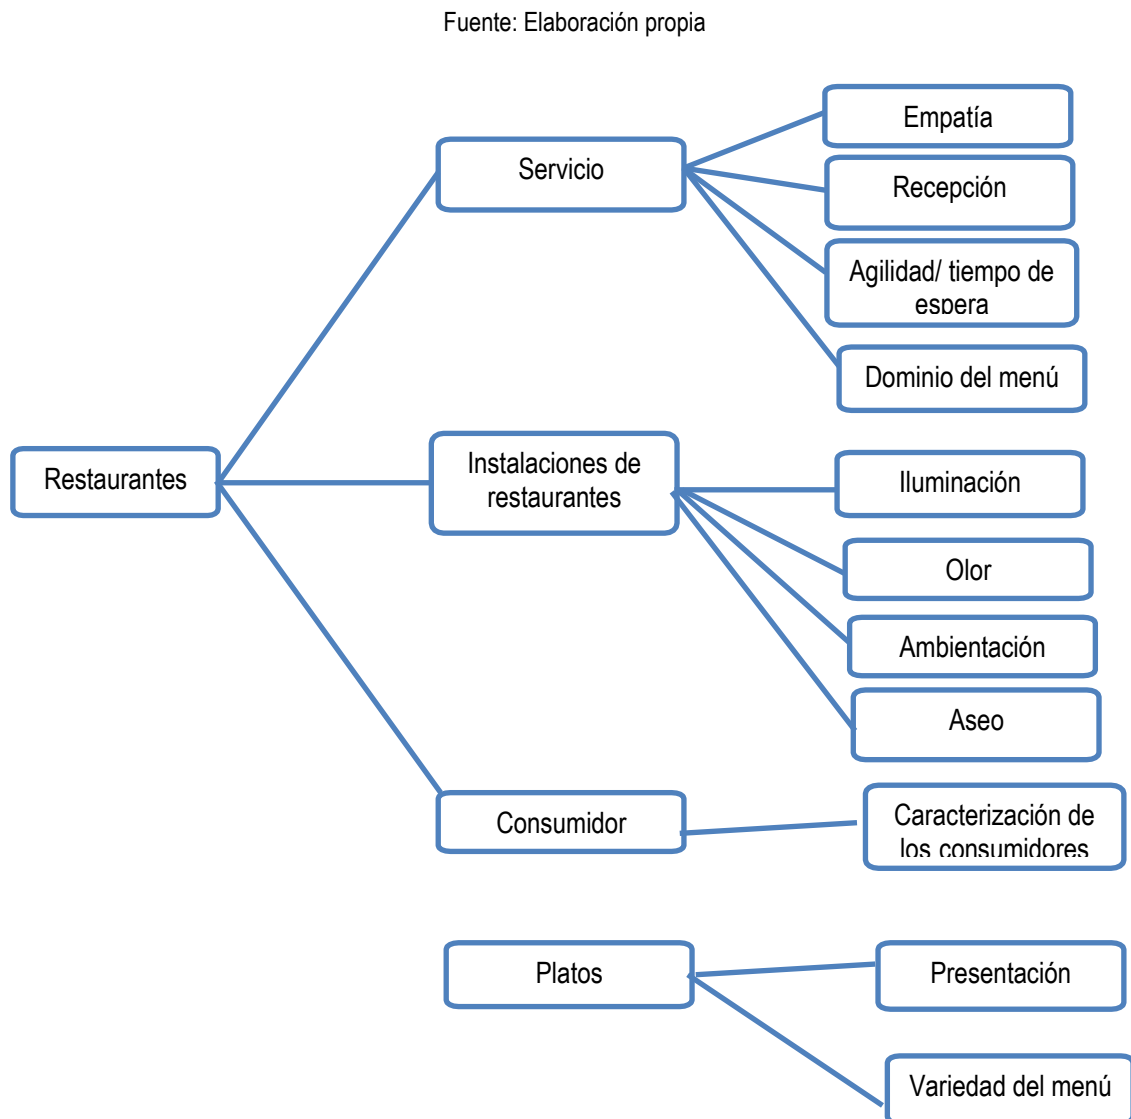 Fuente: Elaboración propia
Empatía
Servicio
Recepción
Agilidad/ tiempo de
espera
Dominio del menú
Restaurantes
Instalaciones de
restaurantes
Iluminación
Olor
Ambientación
Aseo
Consumidor
Caracterización de
los consumidores
Platos
Presentación
Variedad del menú